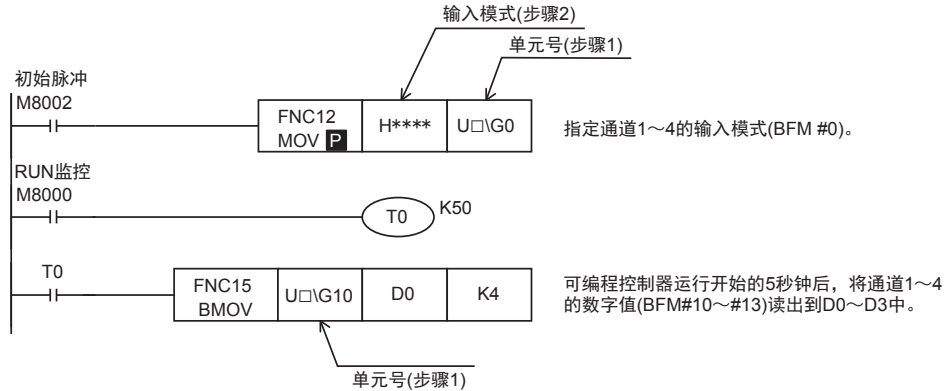 输入模式(步骤2)
单元号(步骤1)
初始脉冲
M8002
FNC12
MOV P
H****
U□\G0
指定通道1～4的输入模式(BFM #0)。
RUN监控
M8000
T0
K50
T0
FNC15
BMOV
U□\G10
D0
K4
可编程控制器运行开始的5秒钟后，将通道1～4
的数字值(BFM#10～#13)读出到D0～D3中。
单元号(步骤1)